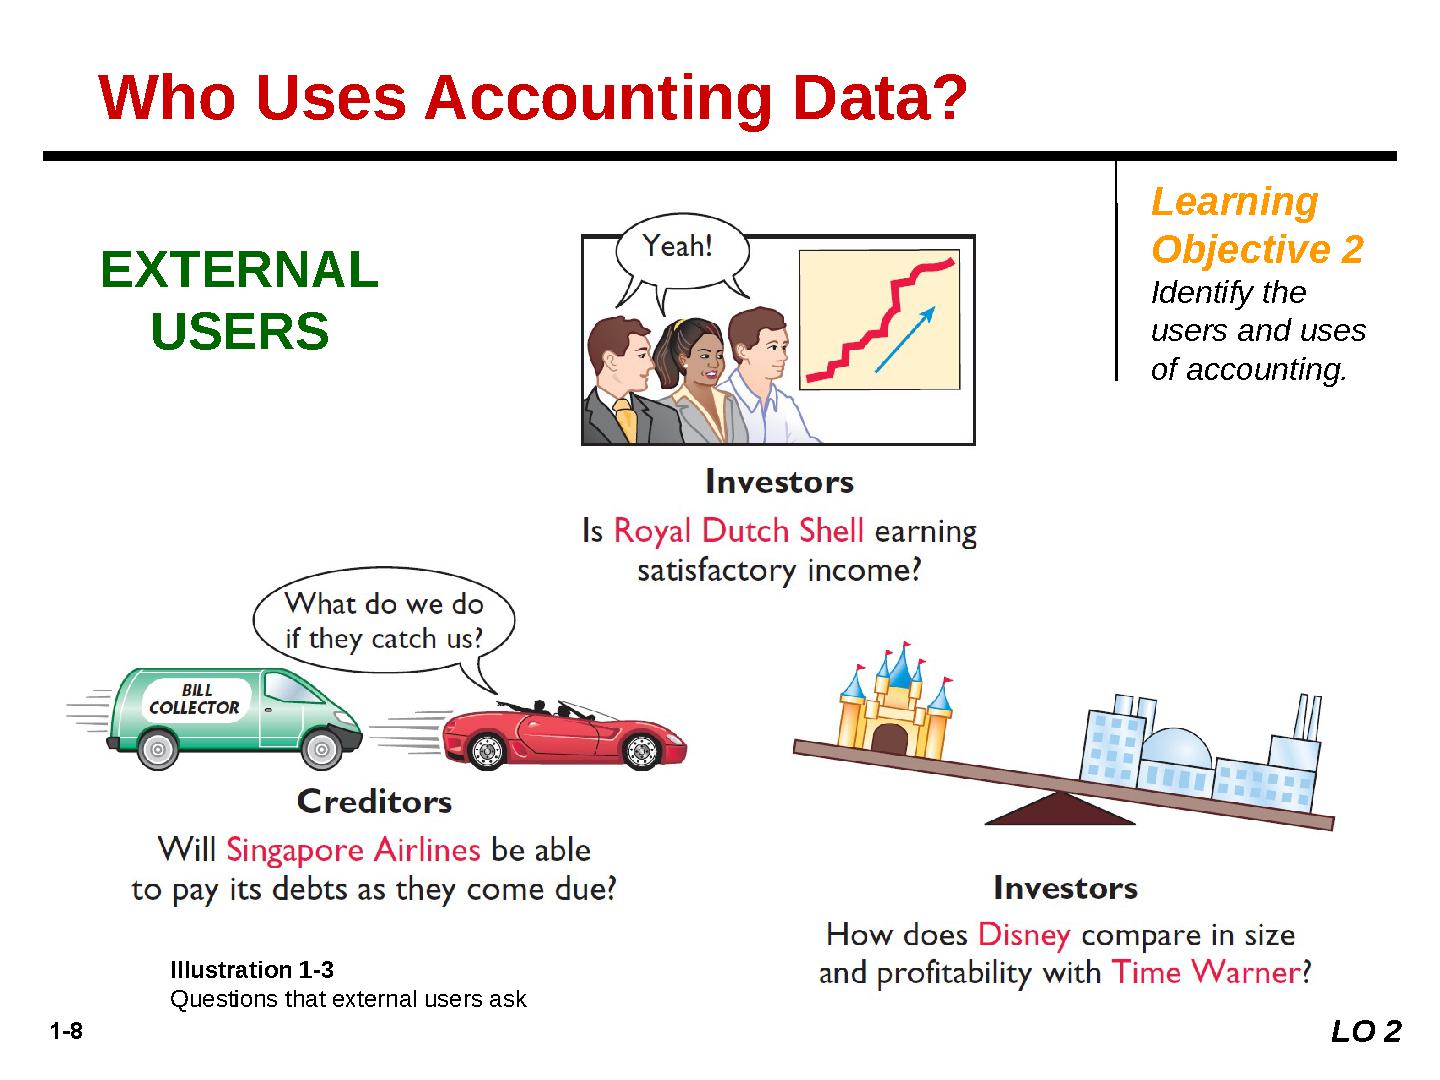 Who Uses Accounting Data?
Learning
Objective 2
Identify the
users and uses
of accounting.
EXTERNAL
USERS
Yeah!
Investors
Is Royal Dutch Shell earning
satisfactory income?
What do we do
if they catch us?
BILL
COLLECTOR
Creditors
Will Singapore Airlines be able
to pay its debts as they come due?
Investors
How does Disney compare in size
and profitability with Time Warner?
Illustration 1-3
Questions that external users ask
1-8
LO 2